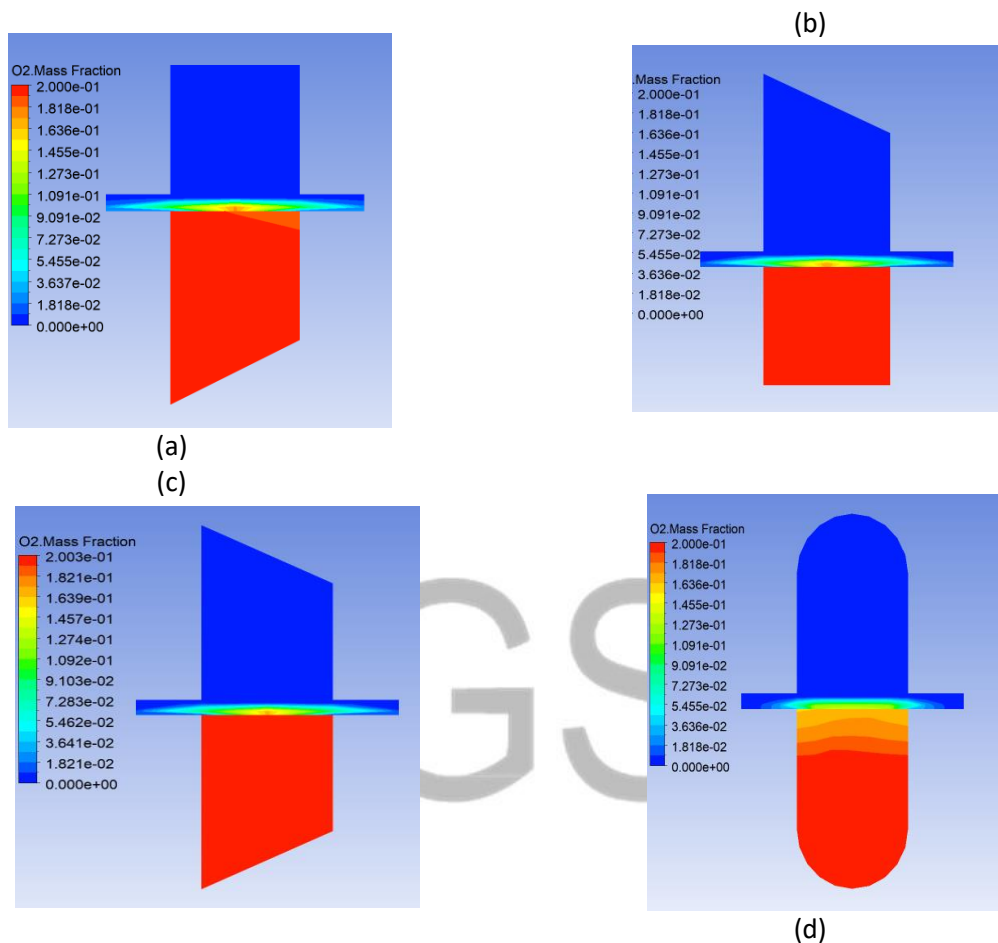 (b)
O2.Mass Fraction
2.000e-01
1.818e-01
1.636e-01
1.455e-01
1.273e-01
1.091e-01
9.091e-02
7.273e-02
5.455e-02
3.637e-02
1.818e-02
0.000e+00
.Mass Fraction
2.000e-01
1.818e-01
1.636e-01
1.455e-01
1.273e-01
1.091e-01
9.091e-02
7.273e-02
5.455e-02
3.636e-02
1.818e-02
0.000e+00
(a)
(c)
O2.Mass Fraction
2.003e-01
1.821e-01
1.639e-01
1.457e-01
1.274e-01
1.092e-01
9.103e-02
7.283e-02
5.462e-02
3.641e-02
1.821e-02
0.000e+00
O2.Mass Fraction
2.000e-01
1.818e-01
1.636e-01
1.455e-01
1.273e-01
9.091e-02
7.273e-02
5.455e-02
3.636e-02
1.818e-02
0.000e+00
GS
(d)